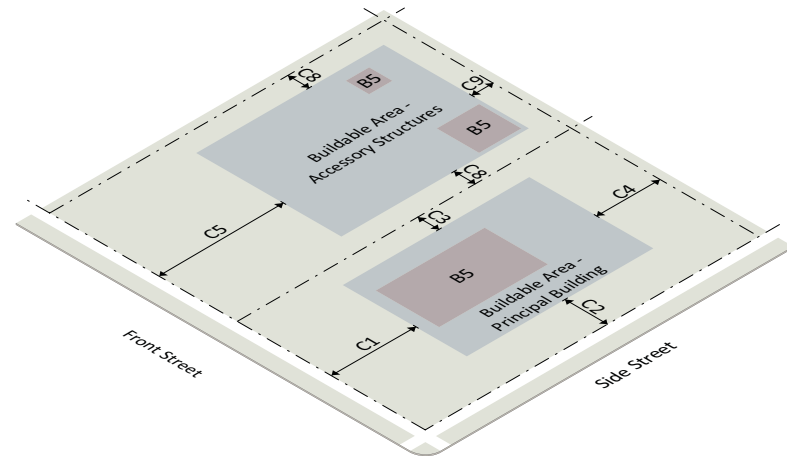 C8
B5
C9
Buildable Area -
Accessory Structures
B5
C8
C4
C5
C3
B5
Buildable Area -
Principal Building
C2
C1
Front Street
Side Street